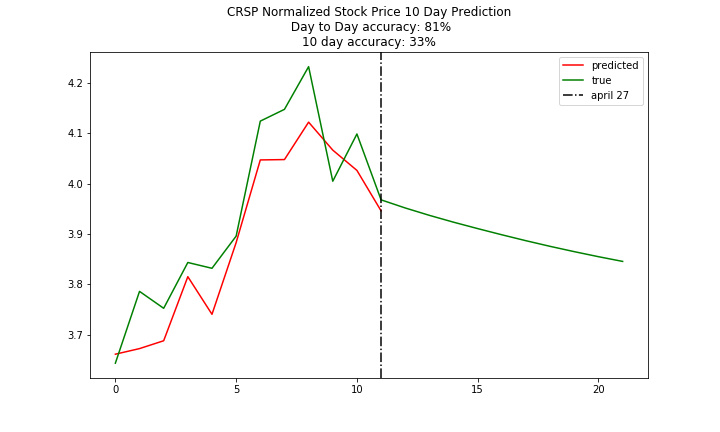 CRSP Normalized Stock Price 10 Day Prediction
Day to Day accuracy: 81%
10 day accuracy: 33%
predicted
true
april 27
4.2
4.1
4.0
3.9
3.8
3.7
0 5 10 15 20